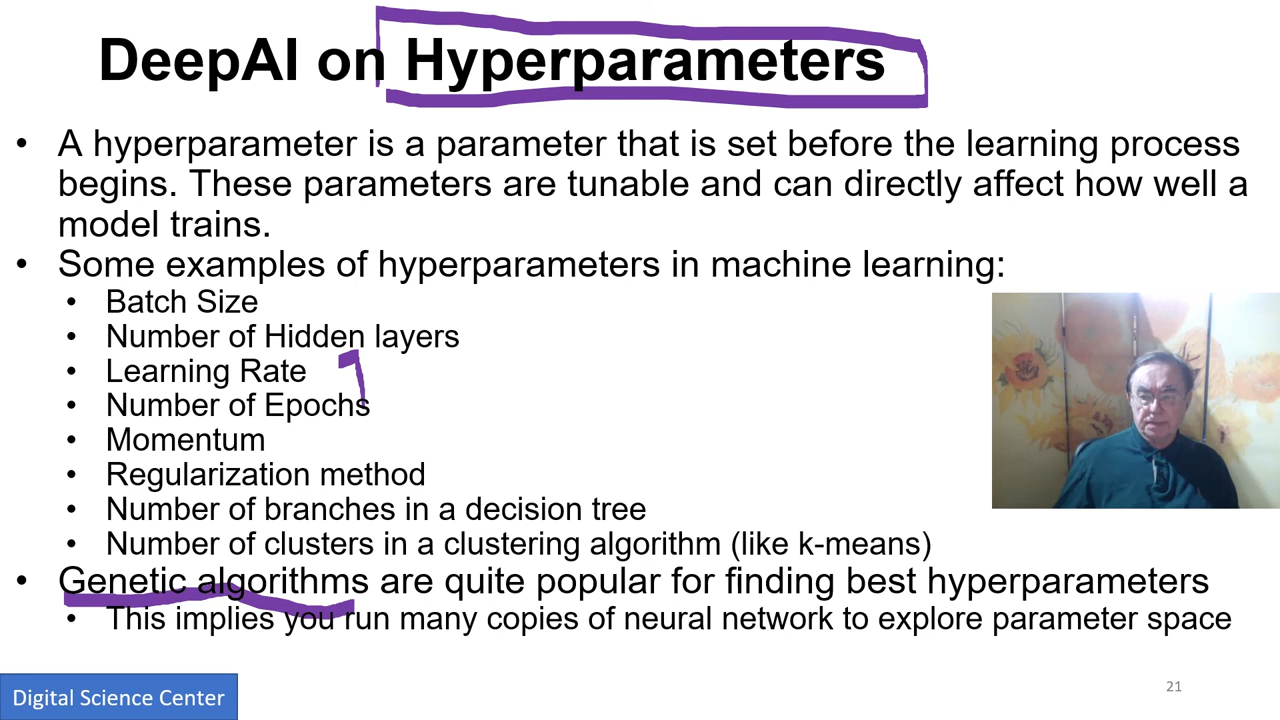 DeepAI on Hyperparameters
• A hyperparameter is a parameter that is set before the learning process
begins. These parameters are tunable and can directly affect how well a
model trains.
• Some examples of hyperparameters in machine learning:
• Batch Size
• Number of Hidden layers
• Learning Rate
• Number of Epochs
• Momentum
• Regularization method
• Number of branches in a decision tree
• Number of clusters in a clustering algorithm (like k-means)
• Genetic algorithms are quite popular for finding best hyperparameters
• This implies you run many copies of neural network to explore parameter space
Digital Science Center
21